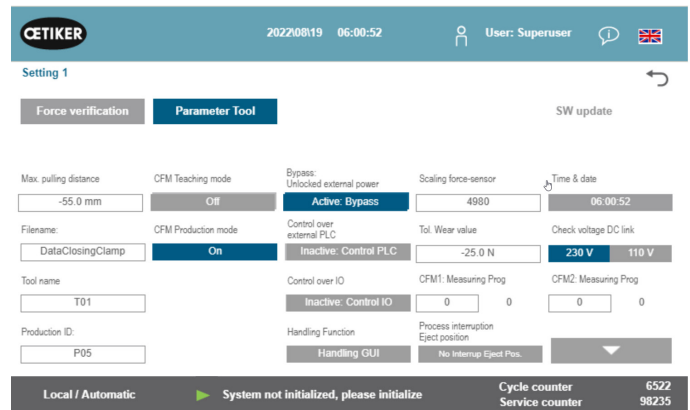 ŒTIKER
2022\08\19 06:00:52
User: Superuser
Setting 1
Force verification
Parameter Tool
SW update
Max. pulling distance
CFM Teaching mode
Bypass:
Unlocked external power
Scaling force-sensor
Time & date
-55.0 mm
Off
Active: Bypass
4980
06:00:52
Filename:
CFM Production mode
Control over
external PLC
Tol. Wear value
Check voltage DC link
DataClosingClamp
On
Inactive: Control PLC
-25.0 N
230 V
110 V
Tool name
Control over IO
CFM1: Measuring Prog
CFM2: Measuring Prog
T01
Inactive: Control IO
0
0
0
0
Production ID:
Handling Function
Process interruption
Eject position
P05
Handling GUI
No Interrup Eject Pos.
Local / Automatic
System not initialized, please initialize
Cycle counter 6522
Service counter 98235